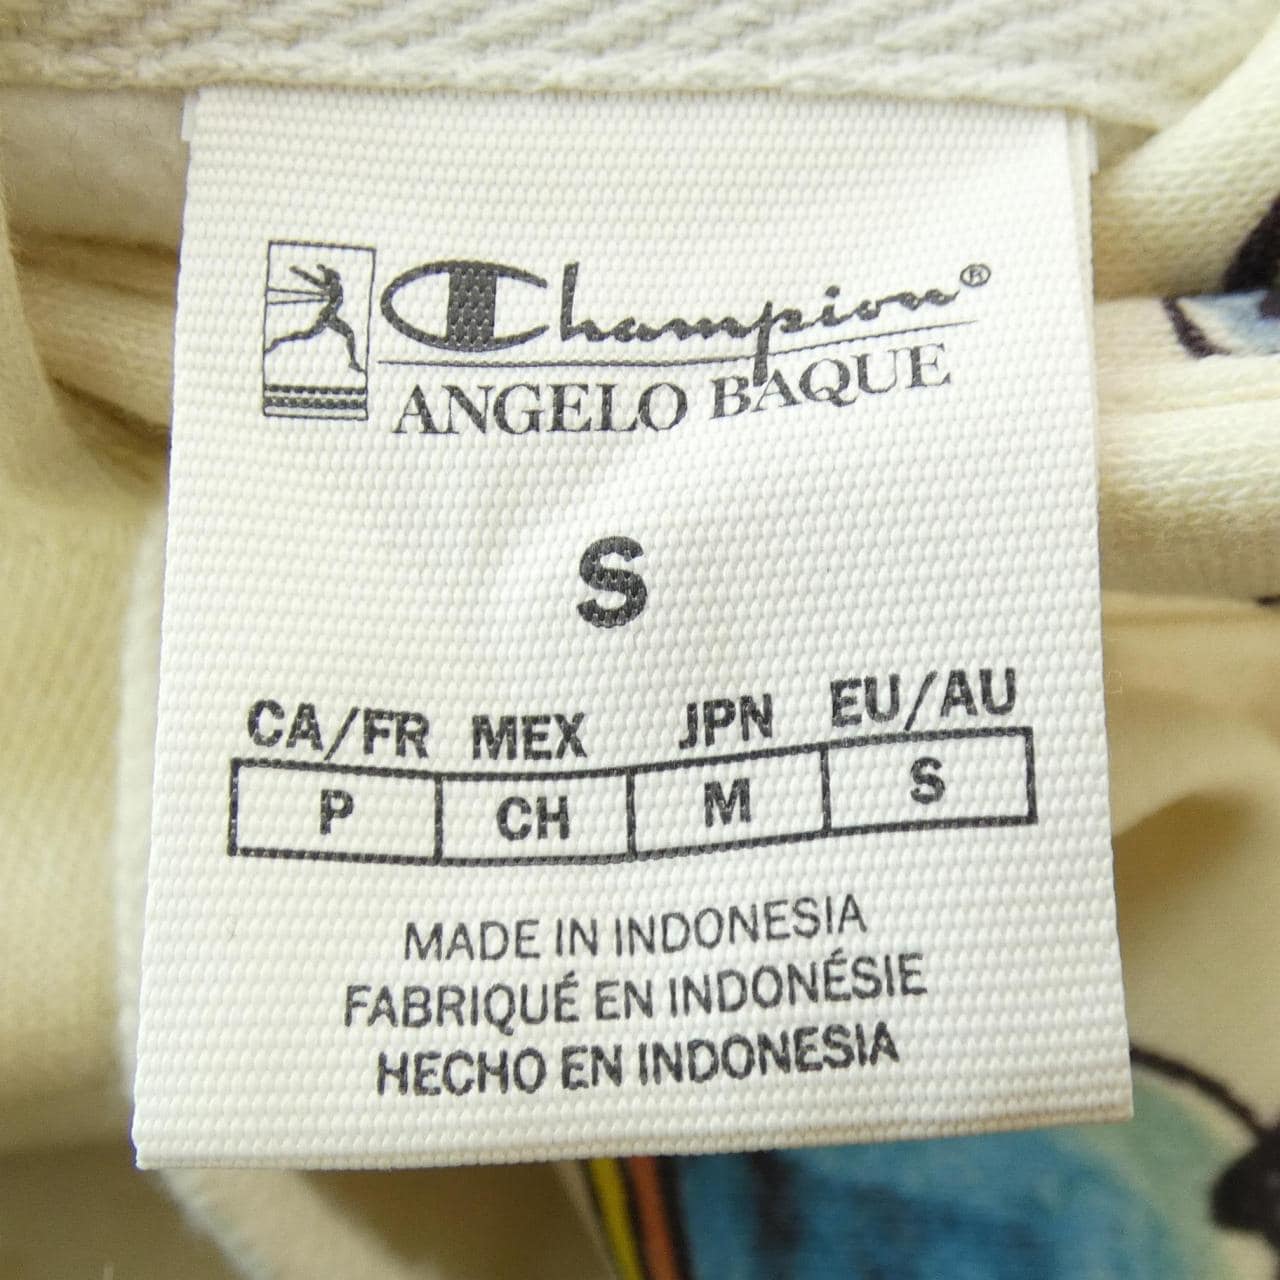 Champion®
ANGELO BAQUE
S
CA/FR MEX JPN EU/AU
P CH M S
MADE IN INDONESIA
FABRIQUÉ EN INDONÉSIE
HECHO EN INDONESIA